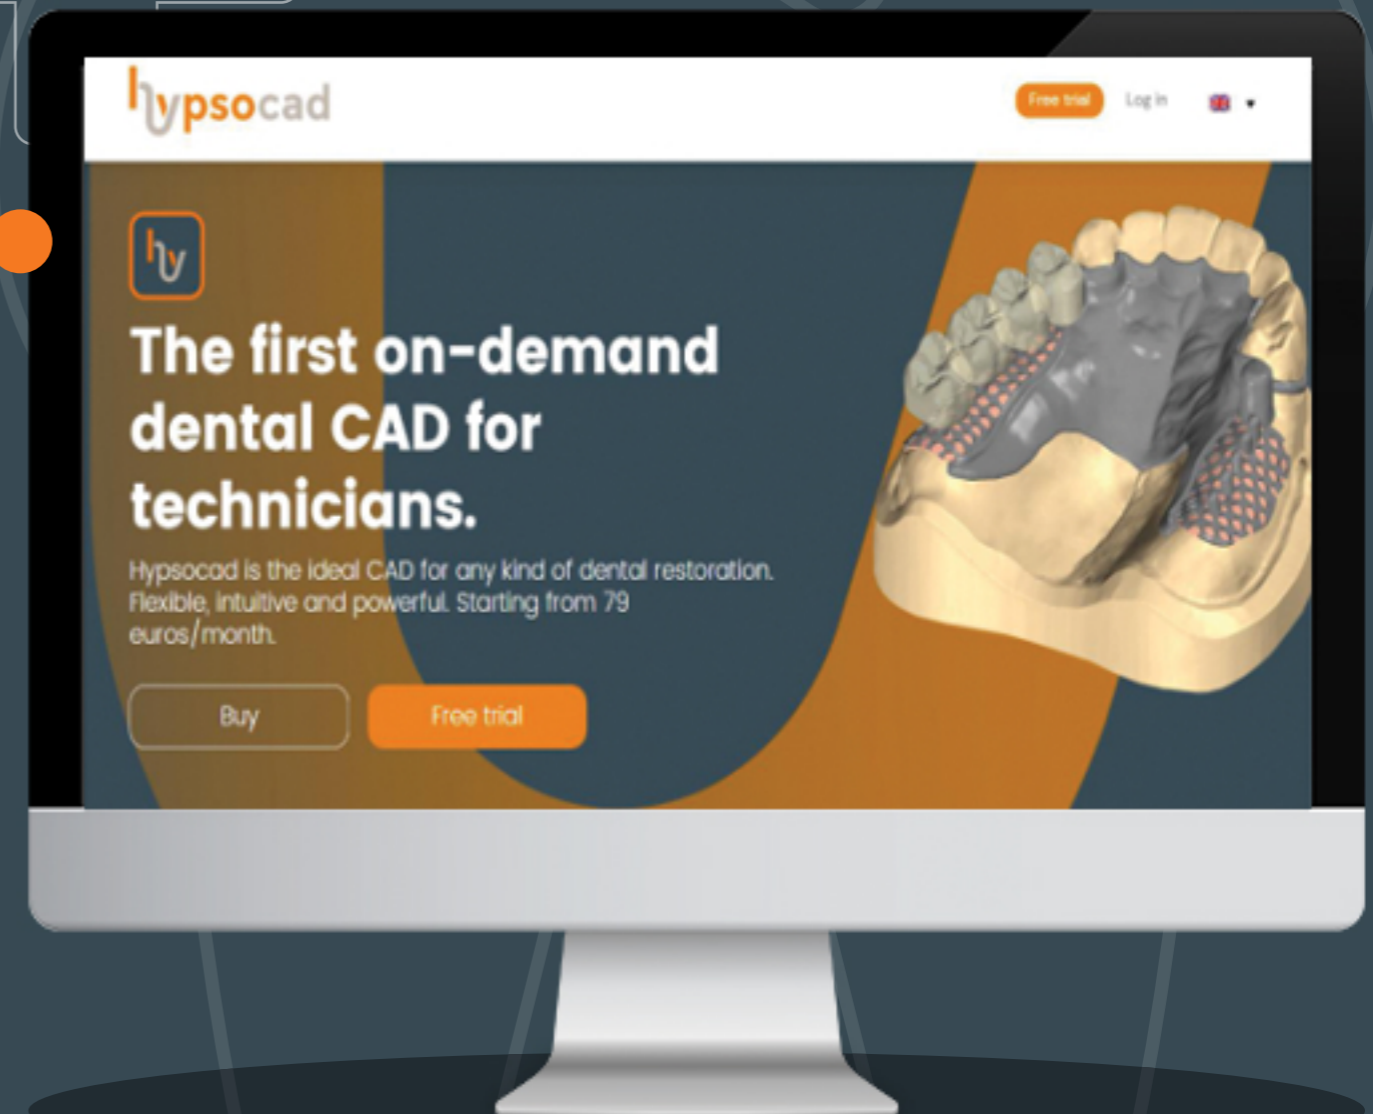 hypsocad
Free trial
Log in
hy
The first on-demand
dental CAD for
technicians.
Hypsocad is the ideal CAD for any kind of dental restoration.
Flexible, intuitive and powerful. Starting from 79
euros/month.
Buy
Free trial